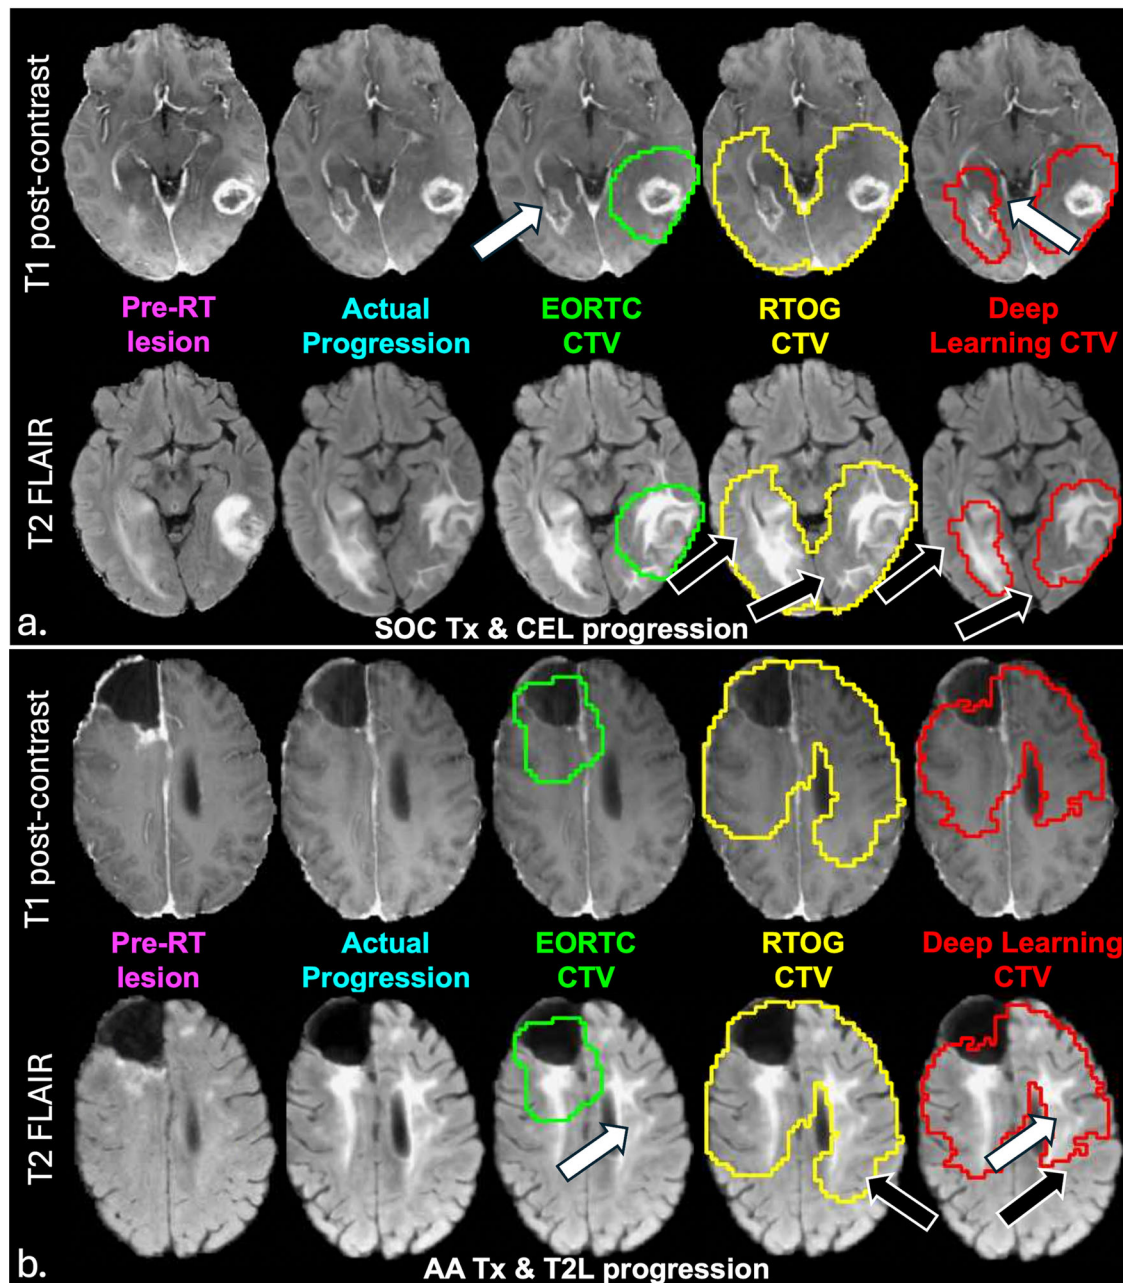 T1 post-contrast
Pre-RT
lesion
Actual
Progression
EORTC
CTV
RTOG
CTV
Deep
Learning CTV
T2 FLAIR
a.
SOC Tx & CEL progression
T1 post-contrast
Pre-RT
lesion
Actual
Progression
EORTC
CTV
RTOG
CTV
Deep Learning
CTV
T2 FLAIR
b.
AA Tx & T2L progression